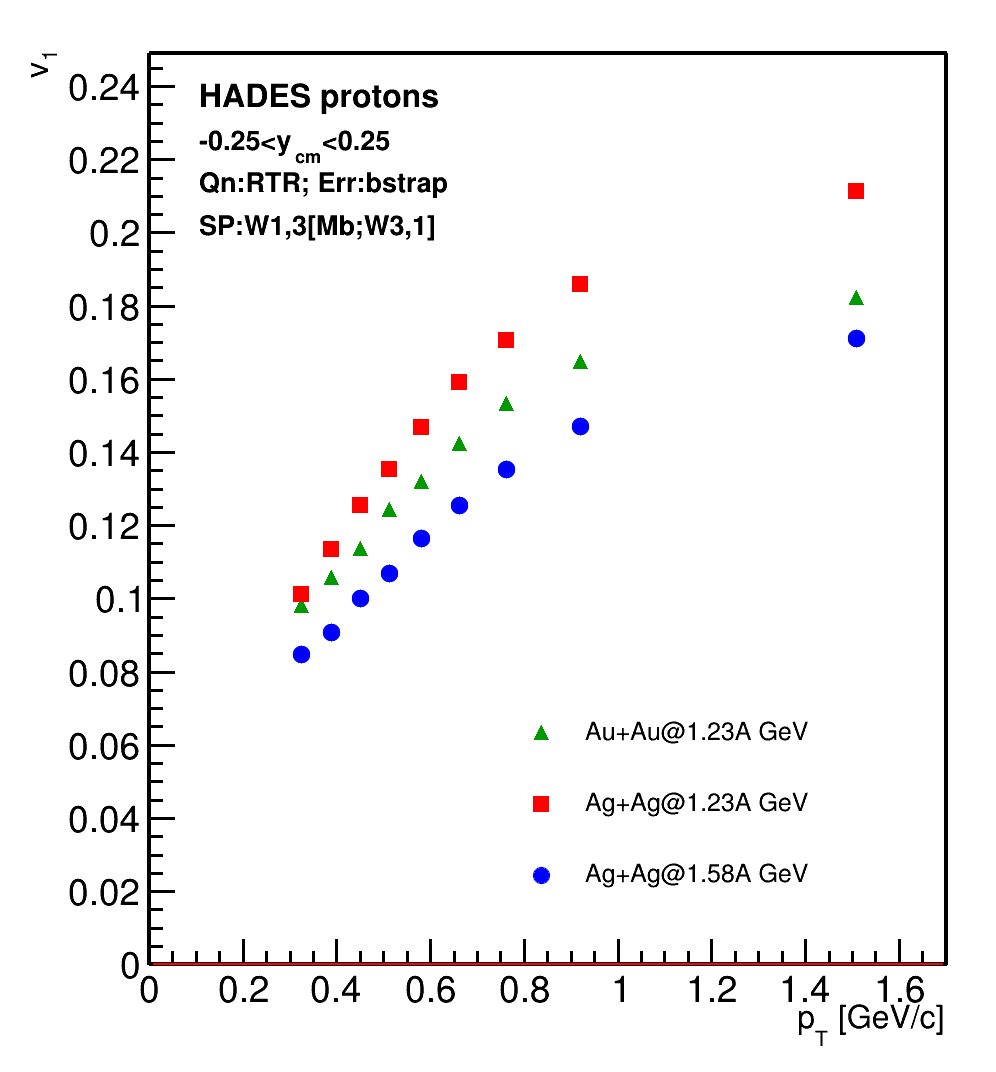 v1
0.24
0.22
0.2
0.18
0.16
0.14
0.12
0.1
0.08
0.06
0.04
0.02
0
HADES protons
-0.25<ycm<0.25
Qn:RTR; Err:bstrap
SP:W1,3[Mb;W3,1]
Au+Au@1.23A GeV
Ag+Ag@1.23A GeV
Ag+Ag@1.58A GeV
0 0.2 0.4 0.6 0.8 1 1.2 1.4 1.6
pT [GeV/c]